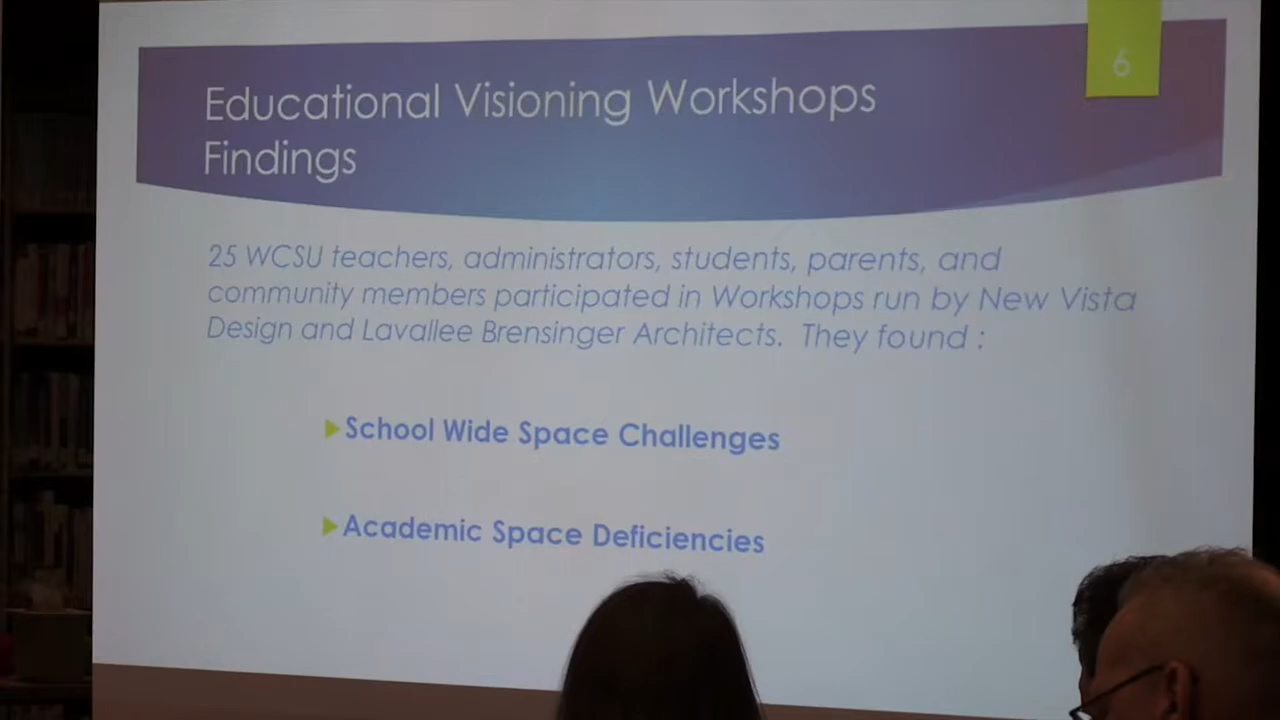 6
Educational Visioning Workshops
Findings
25 WCSU teachers, administrators, students, parents, and
community members participated in Workshops run by New Vista
Design and Lavallee Brensinger Architects. They found :
School Wide Space Challenges
Academic Space Deficiencies